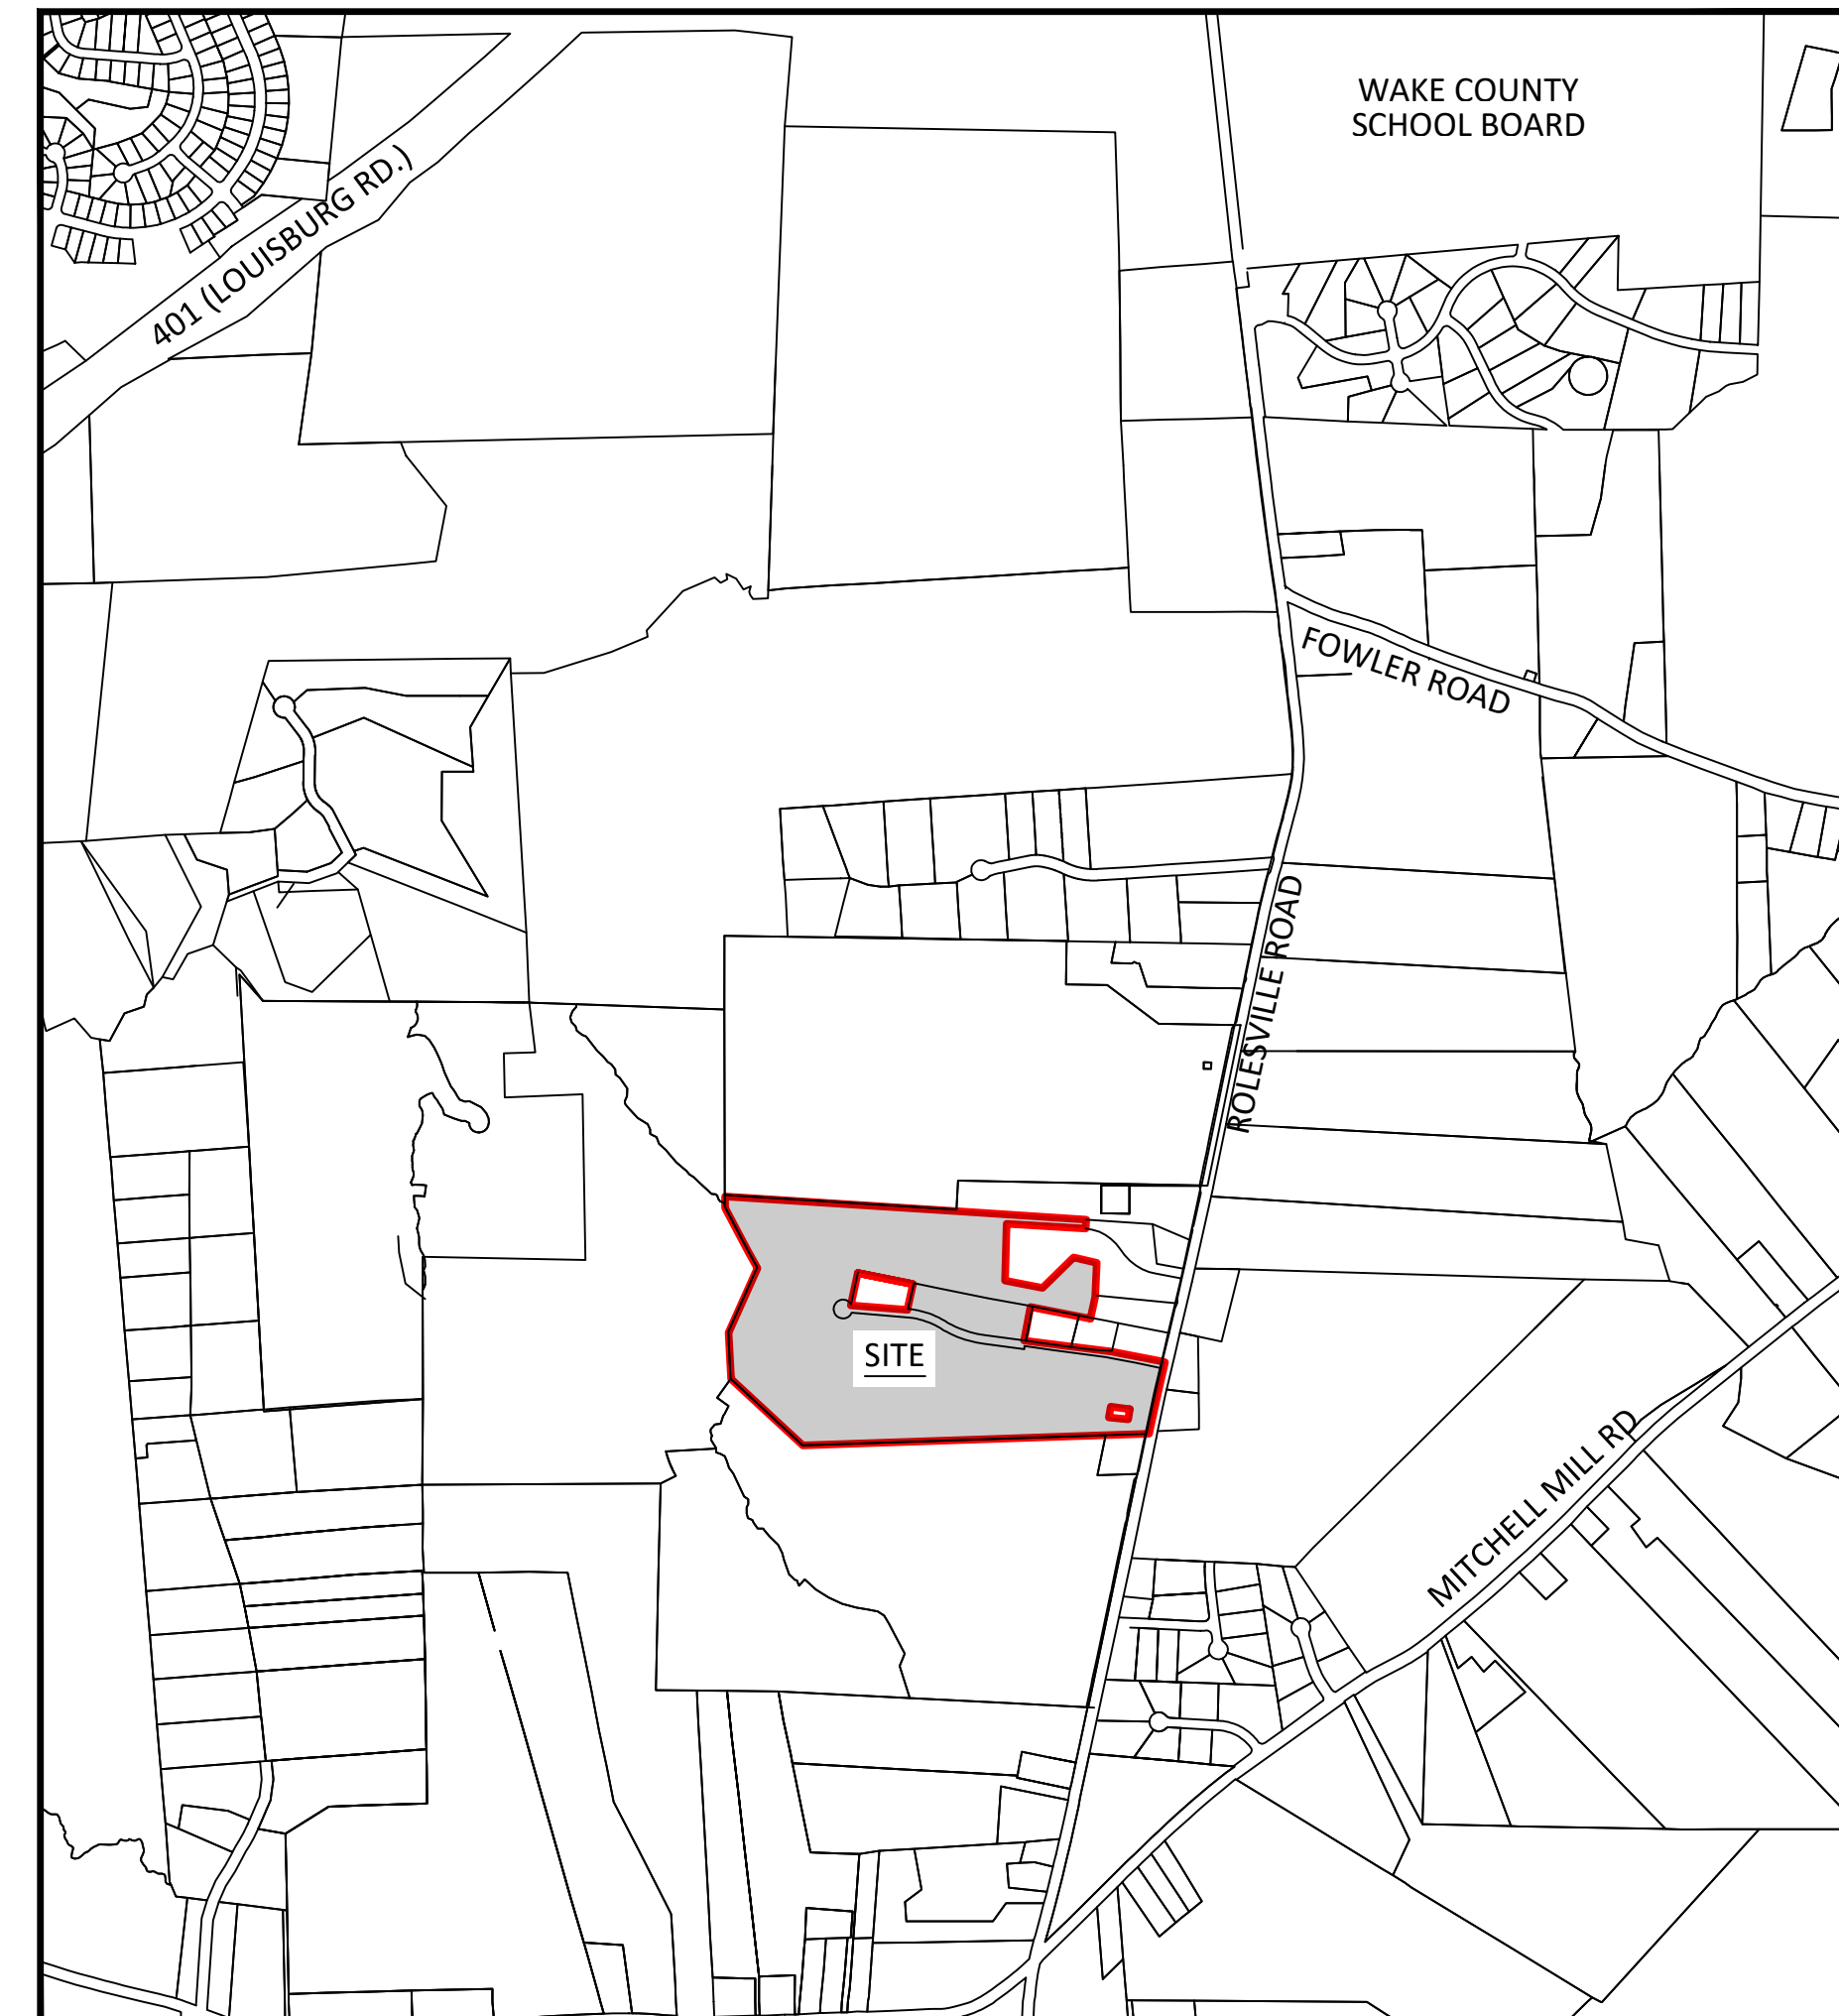 WAKE COUNTY
SCHOOL BOARD
401 (LOUISBURG RD.)
FOWLER ROAD
ROLESVILLE ROAD
SITE
MITCHELL MILL RD